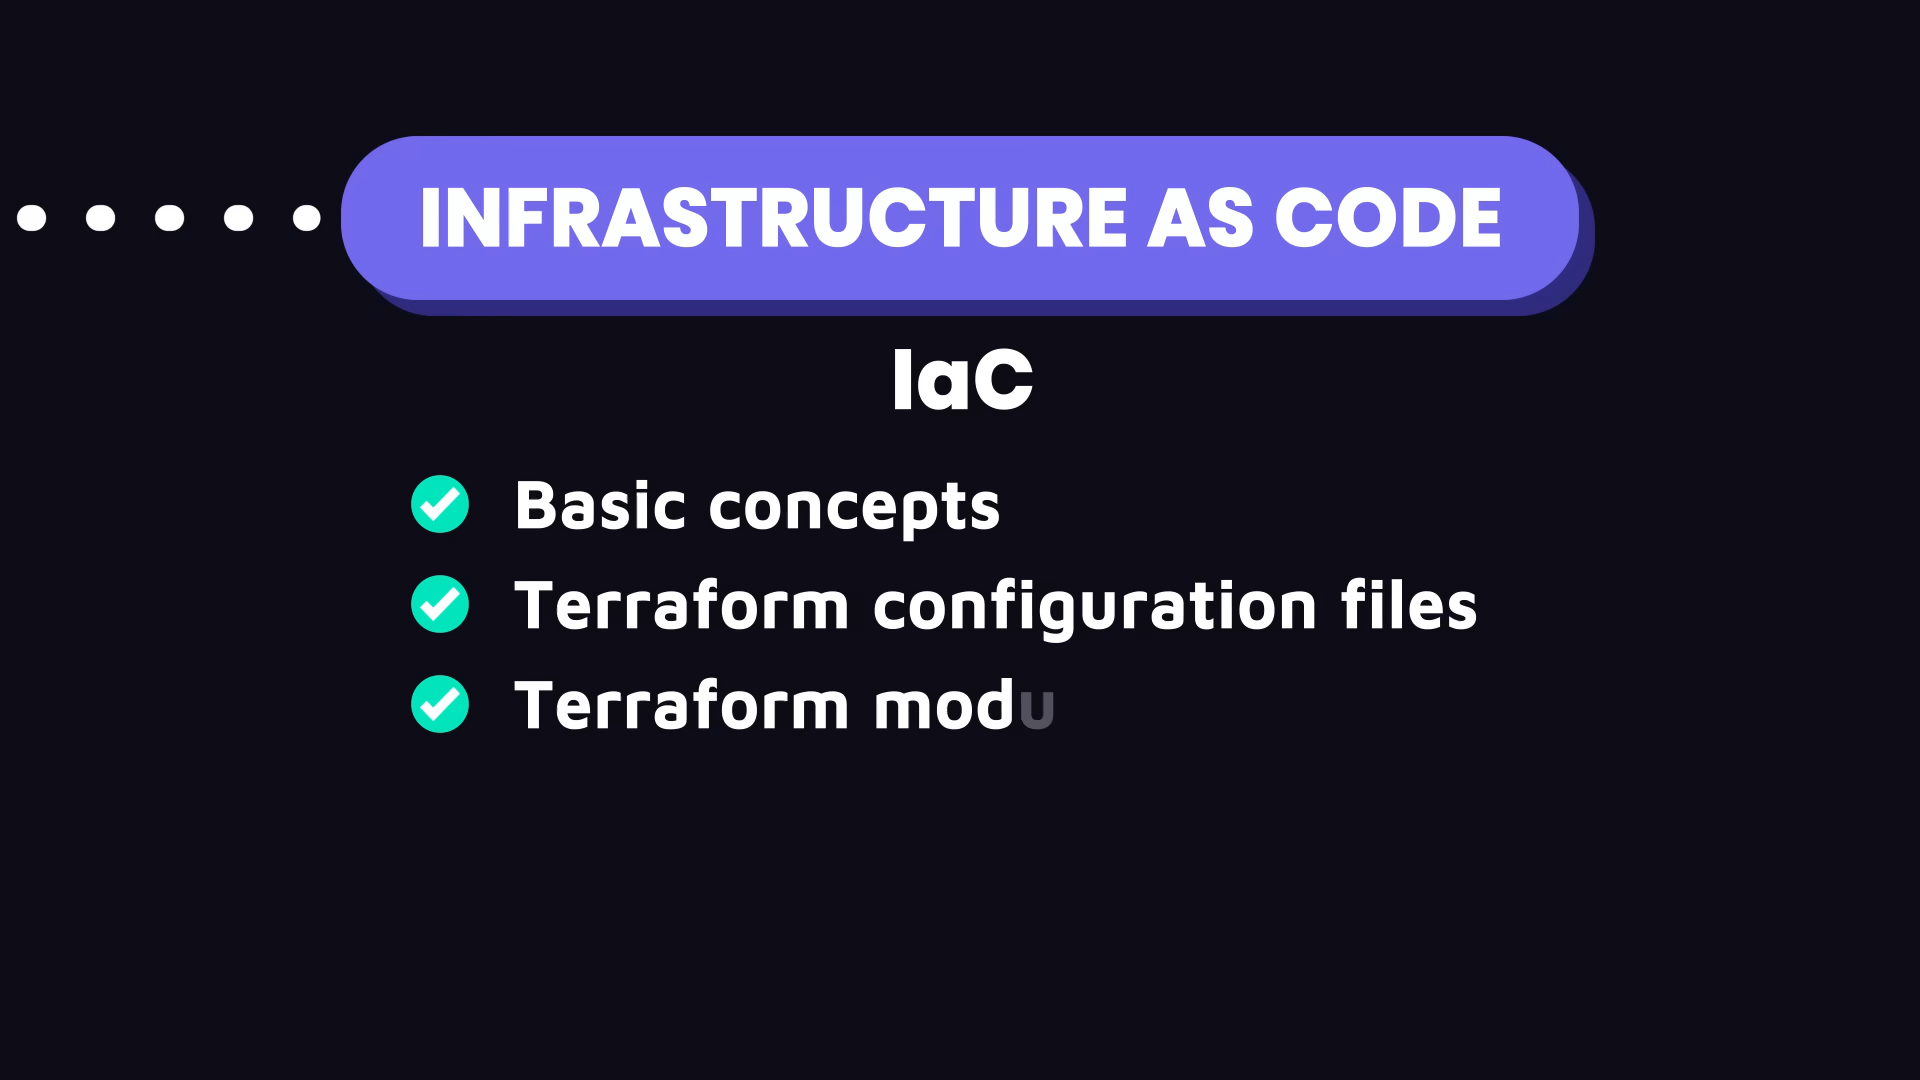 INFRASTRUCTURE AS CODE
IaC
Basic concepts
Terraform configuration files
Terraform modu